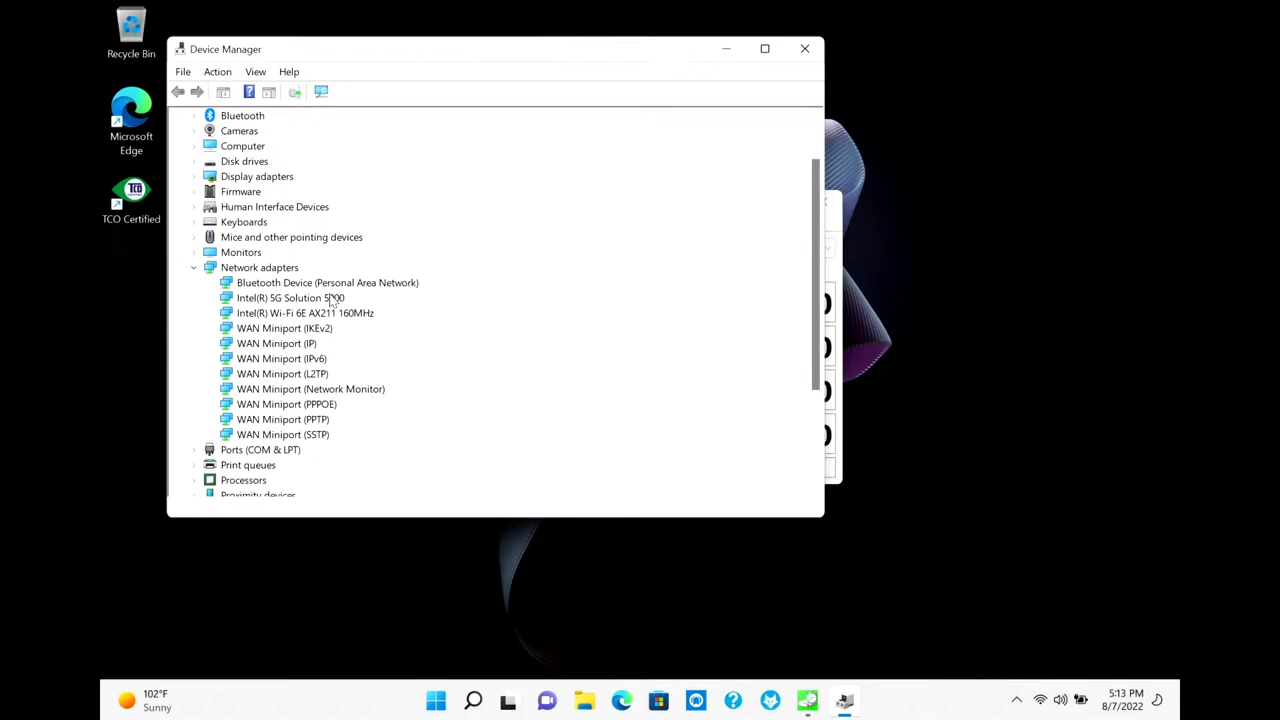 Recycle Bin
Microsoft
Edge
TCO
TCO Certified
Device Manager
File Action View Help
Bluetooth
Cameras
Computer
Disk drives
Display adapters
Firmware
Human Interface Devices
Keyboards
Mice and other pointing devices
Monitors
Network adapters
Bluetooth Device (Personal Area Network)
Intel(R) 5G Solution
Intel(R) Wi-Fi 6E AX211 160MHz
WAN Miniport (IKEv2)
WAN Miniport (IP)
WAN Miniport (IPv6)
WAN Miniport (L2TP)
WAN Miniport (Network Monitor)
WAN Miniport (PPPOE)
WAN Miniport (PPTP)
WAN Miniport (SSTP)
Ports (COM & LPT)
Print queues
Processors
Proximity devices
102°F
Sunny
5:13 PM
8/7/2022